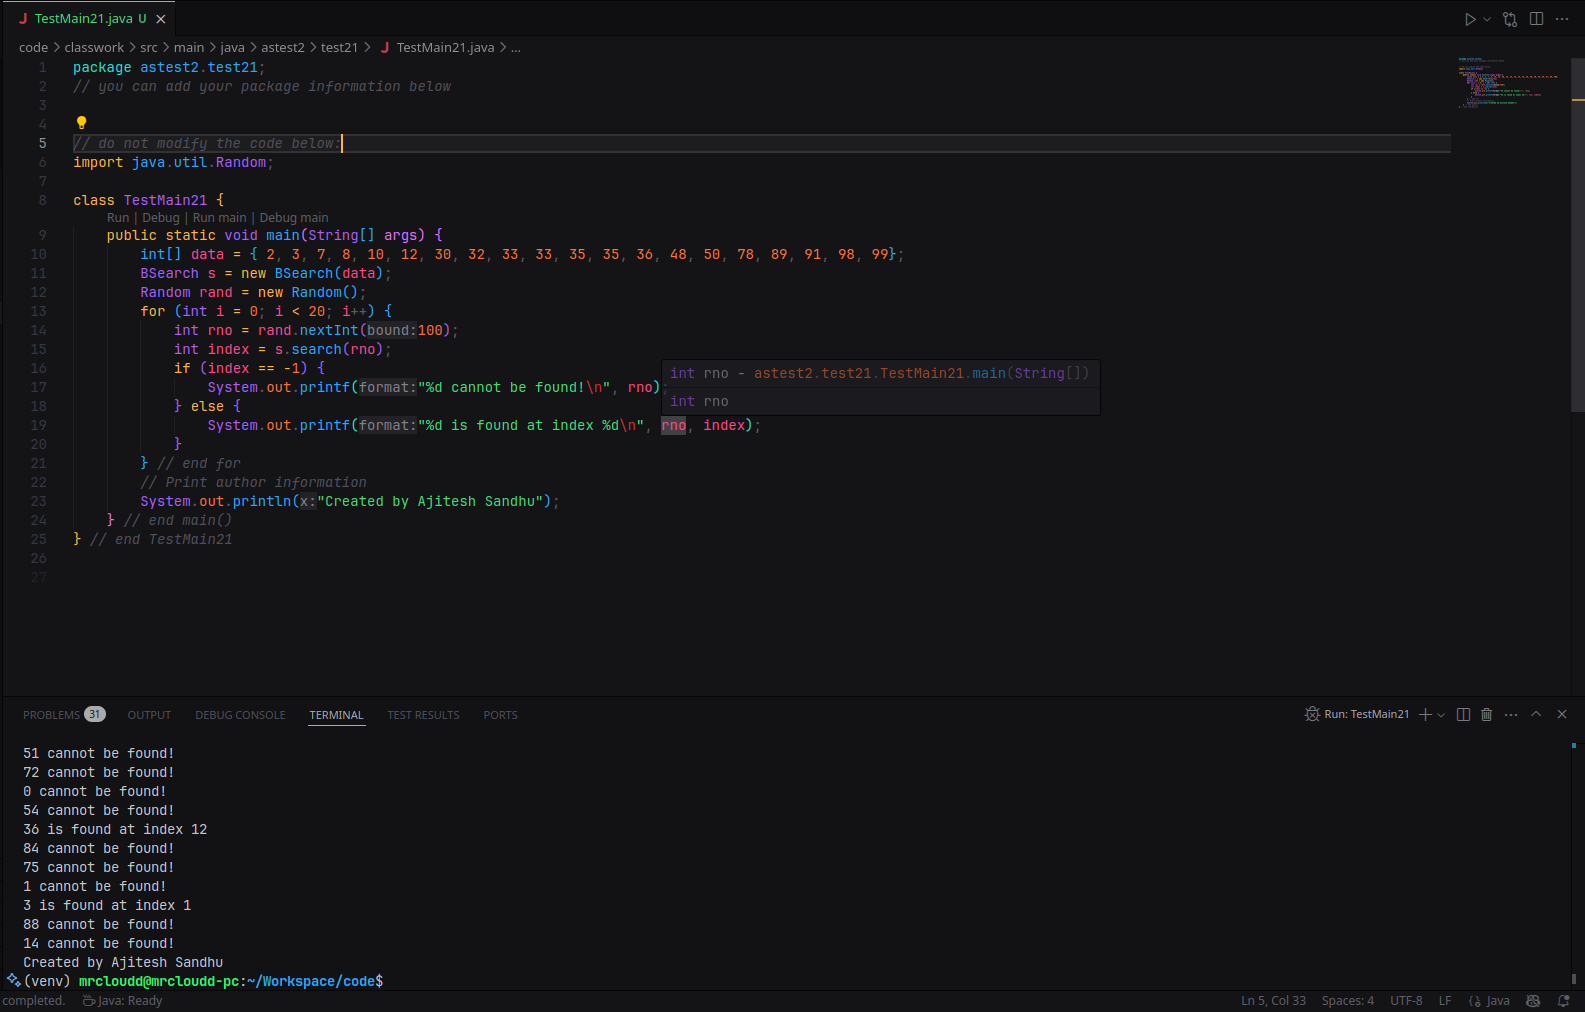 TestMain21.java U
code > classwork > src > main > java > astest2 > test21 > TestMain21.java > ...
1 package astest2.test21;
2 // you can add your package information below
3
4
5 // do not modify the code below:
6 import java.util.Random;
7
8 class TestMain21 {
Run | Debug | Run main | Debug main
9 public static void main(String[] args) {
10 int[] data = { 2, 3, 7, 8, 10, 12, 30, 32, 33, 33, 35, 35, 36, 48, 50, 78, 89, 91, 98, 99};
11 BSearch s = new BSearch(data);
12 Random rand = new Random();
13 for (int i = 0; i < 20; i++) {
14 int rno = rand.nextInt(bound:100);
15 int index = s.search(rno);
16 if (index == -1) {
int rno - astest2.test21.TestMain21.main(String[])
17 System.out.printf(format:"%d cannot be found!\n", rno);
int rno
18 } else {
19 System.out.printf(format:"%d is found at index %d\n", rno, index);
20 }
21 } // end for
22 // Print author information
23 System.out.println(x:"Created by Ajitesh Sandhu");
24 } // end main()
25 } // end TestMain21
26
27
PROBLEMS 31 OUTPUT DEBUG CONSOLE TERMINAL TEST RESULTS PORTS Run: TestMain21
51 cannot be found!
72 cannot be found!
0 cannot be found!
54 cannot be found!
36 is found at index 12
84 cannot be found!
75 cannot be found!
1 cannot be found!
3 is found at index 1
88 cannot be found!
14 cannot be found!
Created by Ajitesh Sandhu
(venv) mrcloudd@mrcloudd-pc:~/Workspace/code$
completed. Java: Ready Ln 5, Col 33 Spaces: 4 UTF-8 LF Java